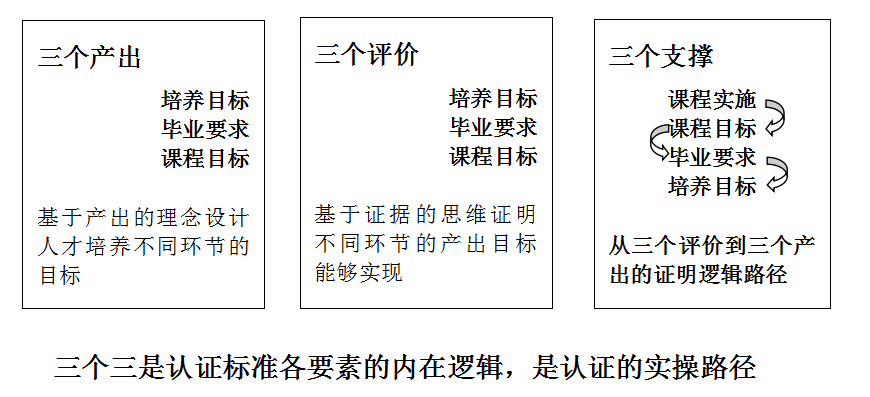 三个产出
培养目标
毕业要求
课程目标
基于产出的理念设计
人才培养不同环节的
目标
三个评价
培养目标
毕业要求
课程目标
基于证据的思维证明
不同环节的产出目标
能够实现
三个支撑
课程实施
课程目标
毕业要求
培养目标
从三个评价到三个产
出的证明逻辑路径
三个三是认证标准各要素的内在逻辑，是认证的实操路径